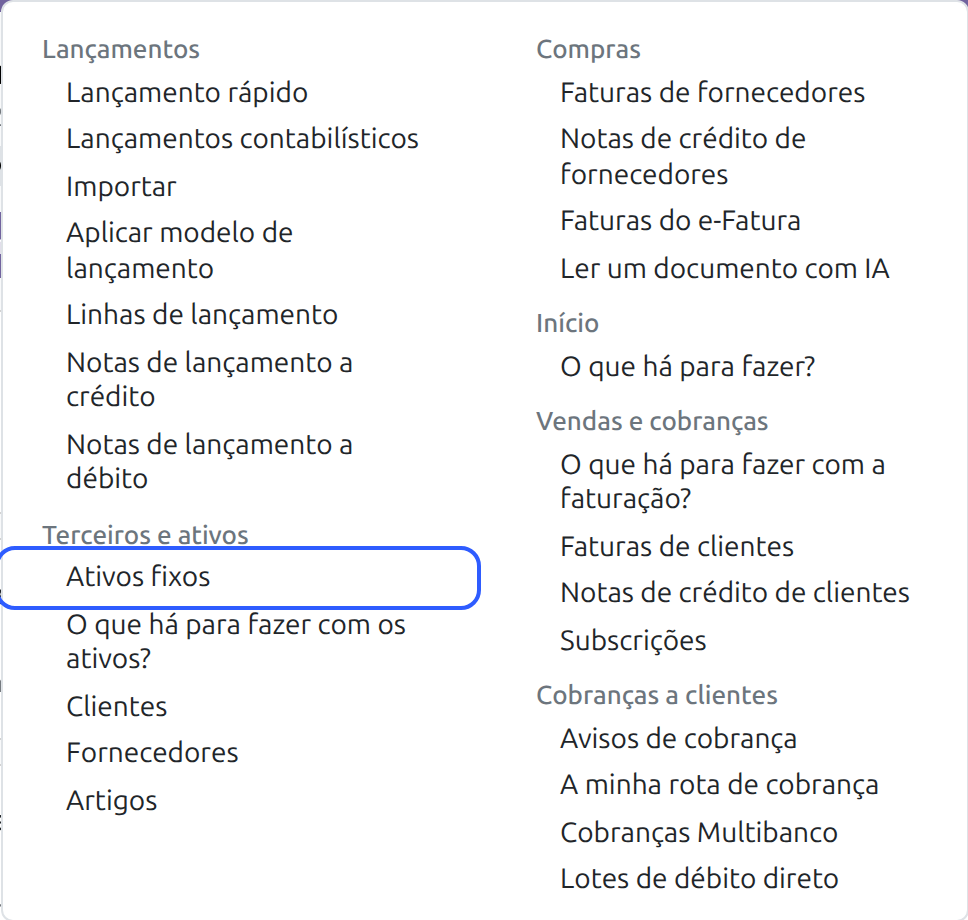 Lançamentos
Lançamento rápido
Lançamentos contabilísticos
Importar
Aplicar modelo de
lançamento
Linhas de lançamento
Notas de lançamento a
crédito
Notas de lançamento a
débito
Terceiros e ativos
Ativos fixos
O que há para fazer com os
ativos?
Clientes
Fornecedores
Artigos
Compras
Faturas de fornecedores
Notas de crédito de
fornecedores
Faturas do e-Fatura
Ler um documento com IA
Início
O que há para fazer?
Vendas e cobranças
O que há para fazer com a
faturação?
Faturas de clientes
Notas de crédito de clientes
Subscrições
Cobranças a clientes
Avisos de cobrança
A minha rota de cobrança
Cobranças Multibanco
Lotes de débito direto